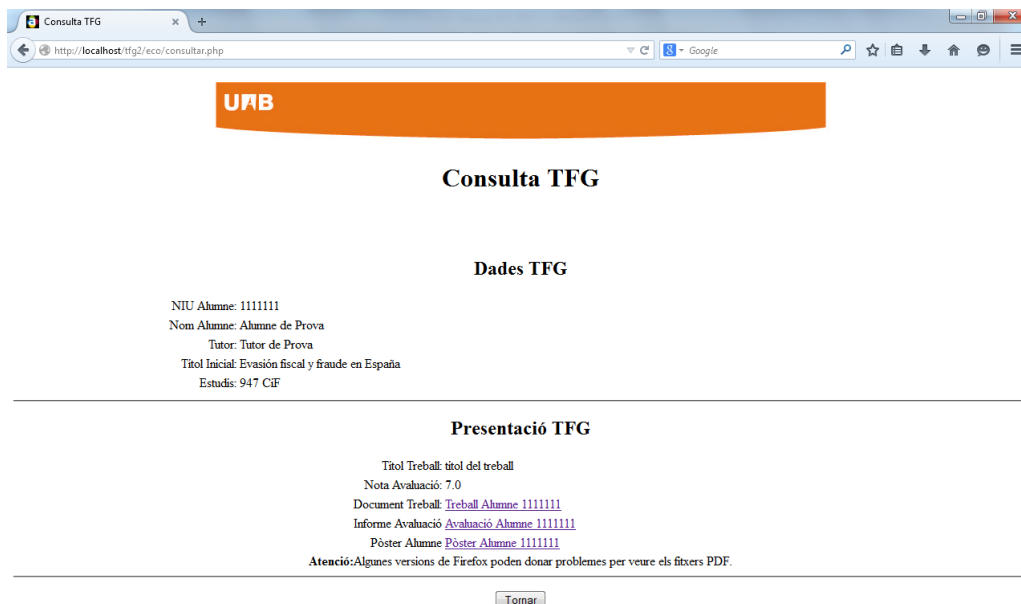 Consulta TFG
http://localhost/tfg2/eco/consultar.php
Google
UAB
Consulta TFG
Dades TFG
NIU Alumne: 1111111
Nom Alumne: Alumne de Prova
Tutor: Tutor de Prova
Títol Inicial: Evasión fiscal y fraude en España
Estudis: 947 CiF
Presentació TFG
Títol Treball: títol del treball
Nota Avaluació: 7.0
Document Treball: Treball Alumne 1111111
Informe Avaluació Avaluació Alumne 1111111
Pòster Alumne Pòster Alumne 1111111
Atenció:Algunes versions de Firefox poden donar problemes per veure els fitxers PDF.
Tornar